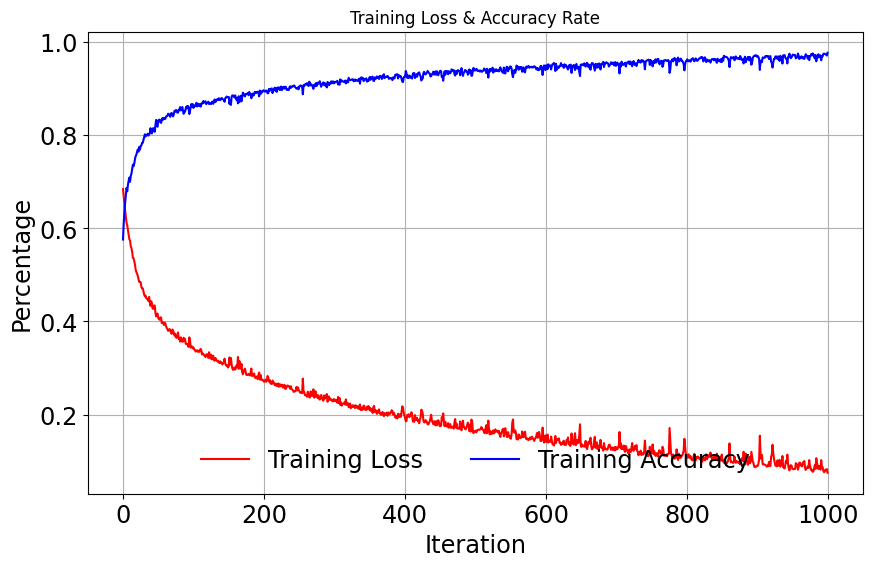 Training Loss & Accuracy Rate
1.0
0.8
0.6
0.4
0.2
Percentage
Training Loss Training Accuracy
0 200 400 600 800 1000
Iteration